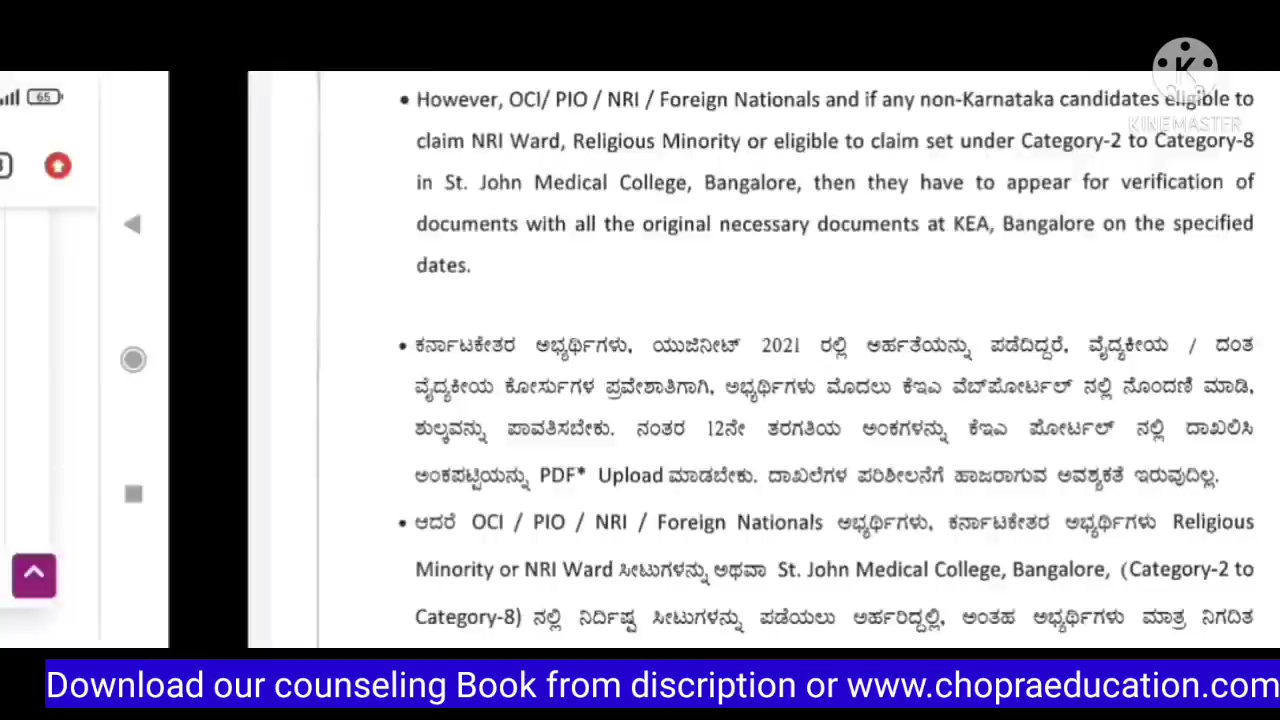 65
KINEMASTER
• However, OCI/ PIO / NRI / Foreign Nationals and if any non-Karnataka candidates eligible to
claim NRI Ward, Religious Minority or eligible to claim set under Category-2 to Category-8
in St. John Medical College, Bangalore, then they have to appear for verification of
documents with all the original necessary documents at KEA, Bangalore on the specified
dates.
• ಕರ್ನಾಟಕೇತರ ಅಭ್ಯರ್ಥಿಗಳು, ಯುಜಿನೀಟ್ 2021 ರಲ್ಲಿ ಅರ್ಹತೆಯನ್ನು ಪಡೆದಿದ್ದರೆ, ವೈದ್ಯಕೀಯ / ದಂತ
ವೈದ್ಯಕೀಯ ಕೋರ್ಸುಗಳ ಪ್ರವೇಶಾತಿಗಾಗಿ, ಅಭ್ಯರ್ಥಿಗಳು ಮೊದಲು ಕೆಇಎ ವೆಬ್‌ಪೋರ್ಟಲ್ ನಲ್ಲಿ ನೊಂದಣಿ ಮಾಡಿ,
ಶುಲ್ಕವನ್ನು ಪಾವತಿಸಬೇಕು. ನಂತರ 12ನೇ ತರಗತಿಯ ಅಂಕಗಳನ್ನು ಕೆಇಎ ಪೋರ್ಟಲ್ ನಲ್ಲಿ ದಾಖಲಿಸಿ
ಅಂಕಪಟ್ಟಿಯನ್ನು PDF* Upload ಮಾಡಬೇಕು. ದಾಖಲೆಗಳ ಪರಿಶೀಲನೆಗೆ ಹಾಜರಾಗುವ ಅವಶ್ಯಕತೆ ಇರುವುದಿಲ್ಲ.
• ಆದರೆ OCI / PIO / NRI / Foreign Nationals ಅಭ್ಯರ್ಥಿಗಳು, ಕರ್ನಾಟಕೇತರ ಅಭ್ಯರ್ಥಿಗಳು Religious
Minority or NRI Ward ಸೀಟುಗಳನ್ನು ಅಥವಾ St. John Medical College, Bangalore, (Category-2 to
Category-8) ನಲ್ಲಿ ನಿರ್ದಿಷ್ಟ ಸೀಟುಗಳನ್ನು ಪಡೆಯಲು ಅರ್ಹರಿದ್ದಲ್ಲಿ, ಅಂತಹ ಅಭ್ಯರ್ಥಿಗಳು ಮಾತ್ರ ನಿಗದಿತ
Download our counseling Book from discription or www.chopraeducation.com